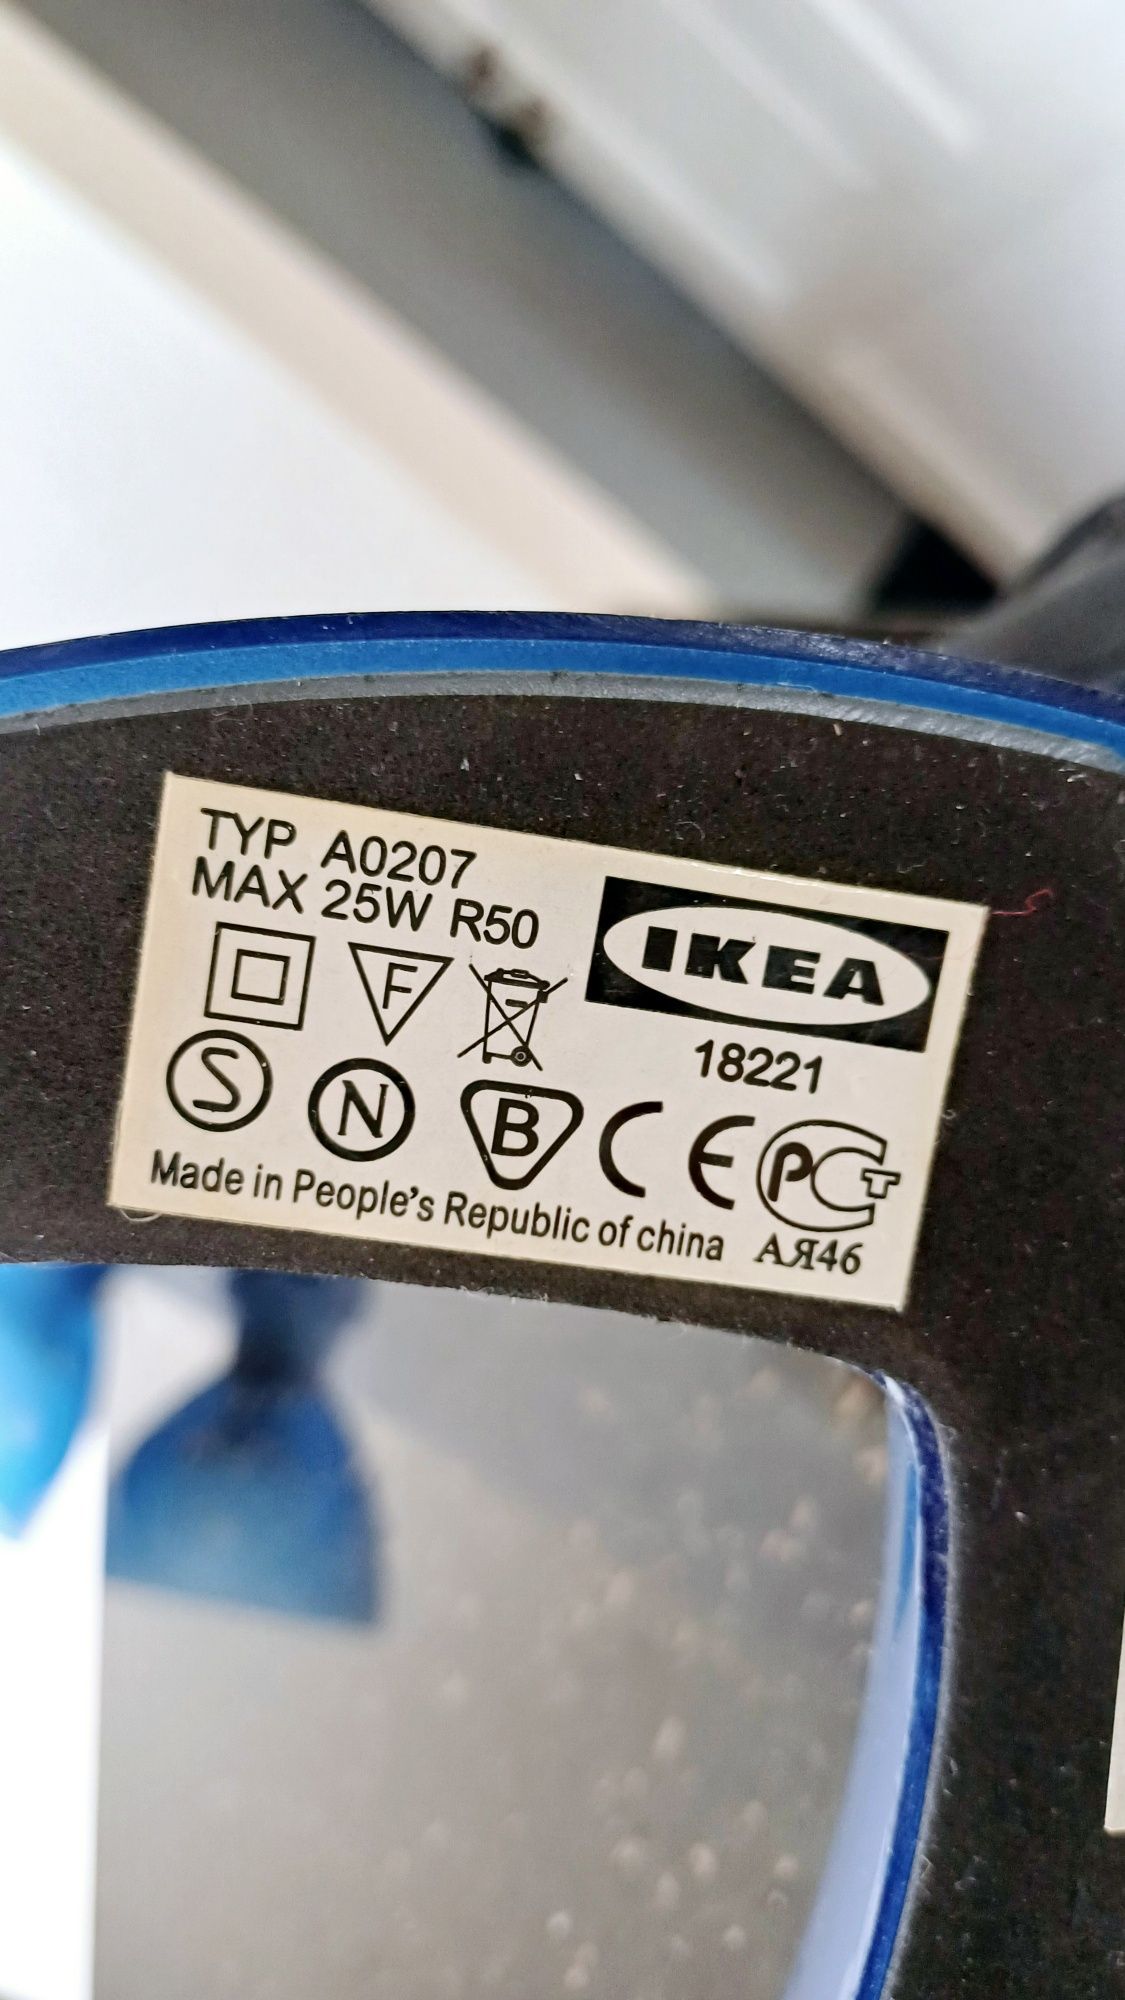 TYP A0207
MAX 25W R50
IKEA
F
18221
S N B CE PCT
Made in People's Republic of china
АЯ46